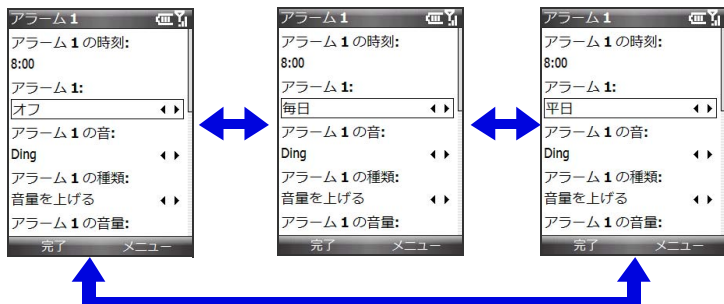 アラーム 1
アラーム 1 の時刻:
8:00
アラーム 1:
オフ
アラーム 1 の音:
Ding
アラーム 1 の種類:
音量を上げる
アラーム 1 の音量:
完了 メニュー
アラーム 1
アラーム 1 の時刻:
8:00
アラーム 1:
毎日
アラーム 1 の音:
Ding
アラーム 1 の種類:
音量を上げる
アラーム 1 の音量:
完了 メニュー
アラーム 1
アラーム 1 の時刻:
8:00
アラーム 1:
平日
アラーム 1 の音:
Ding
アラーム 1 の種類:
音量を上げる
アラーム 1 の音量:
完了 メニュー